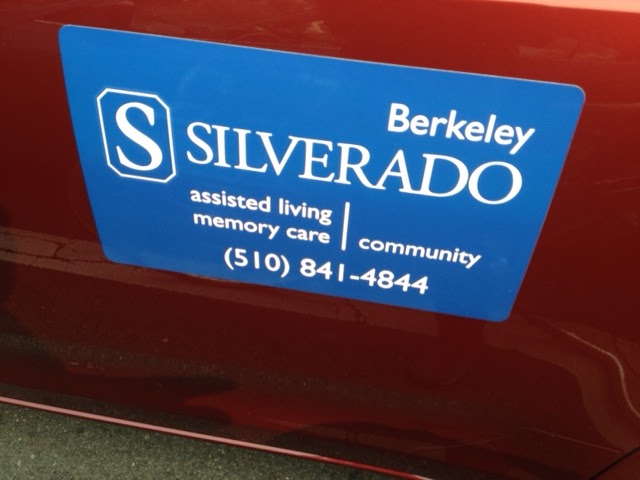 Berkeley
S SILVERADO
assisted living
memory care | community
(510) 841-4844